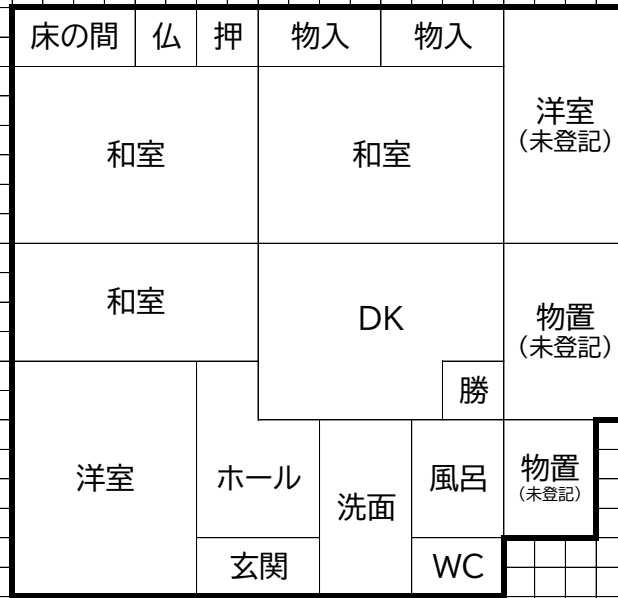 床の間
仏
押
物入
物入
洋室
（未登記）
和室
和室
和室
DK
物置
（未登記）
勝
洋室
ホール
洗面
風呂
物置
（未登記）
玄関
WC